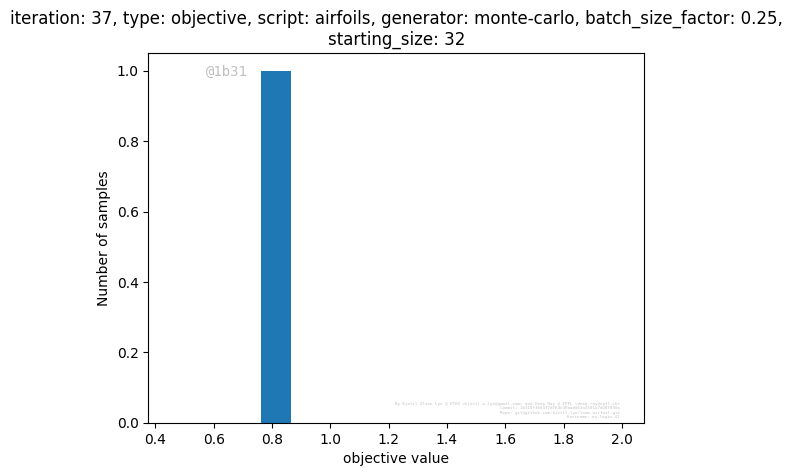 iteration: 37, type: objective, script: airfoils, generator: monte-carlo, batch_size_factor: 0.25,
starting_size: 32
@1b31
1.0
0.8
0.6
0.4
0.2
0.0
Number of samples
0.4 0.6 0.8 1.0 1.2 1.4 1.6 1.8 2.0
objective value